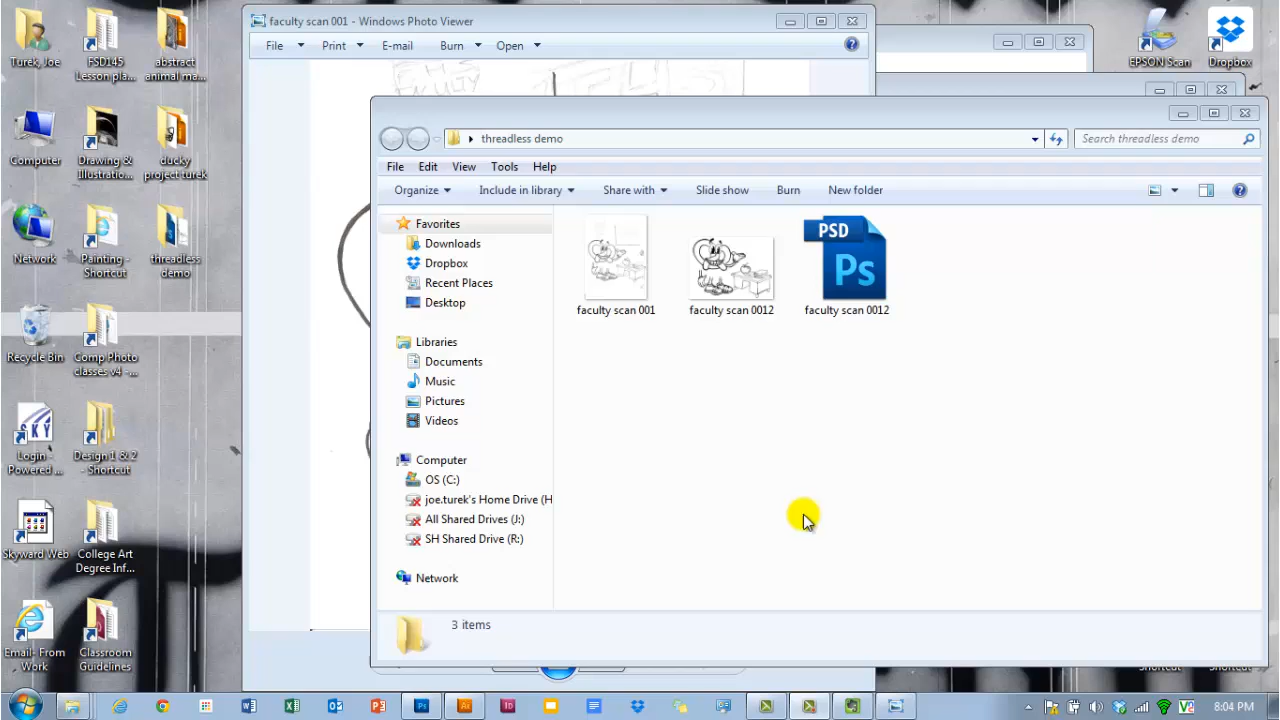 Turek, Joe
FSD145 Lesson pla...
abstract animal ma...
Computer
Drawing & Illustratio...
ducky project turek
Network
Painting - Shortcut
threadless demo
Recycle Bin
Comp Photo classes v4 -...
SKY
Login - Powered ...
Design 1 &2 - Shortcut
Skyward Web
College Art Degree Inf...
Email- From Work
Classroom Guidelines
EPSON Scan
Dropbox
faculty scan 001 - Windows Photo Viewer
File Print E-mail Burn Open
FACULTY
threadless demo
Search threadless demo
File Edit View Tools Help
Organize Include in library Share with Slide show Burn New folder
Favorites
Downloads
Dropbox
Recent Places
Desktop
Libraries
Documents
Music
Pictures
Videos
Computer
OS (C:)
joe.turek's Home Drive (H
All Shared Drives (J:)
SH Shared Drive (R:)
Network
PSD
Ps
faculty scan 001
faculty scan 0012
faculty scan 0012
3 items
Shortcut
8:04 PM